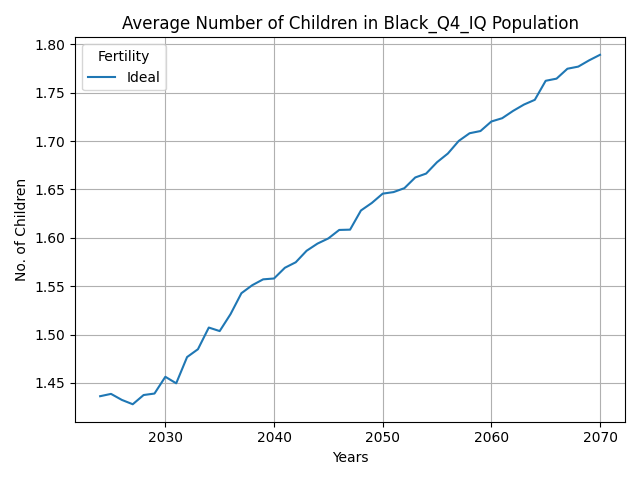 Average Number of Children in Black_Q4_IQ Population
Fertility
Ideal
No. of Children
1.80
1.75
1.70
1.65
1.60
1.55
1.50
1.45
2030 2040 2050 2060 2070
Years